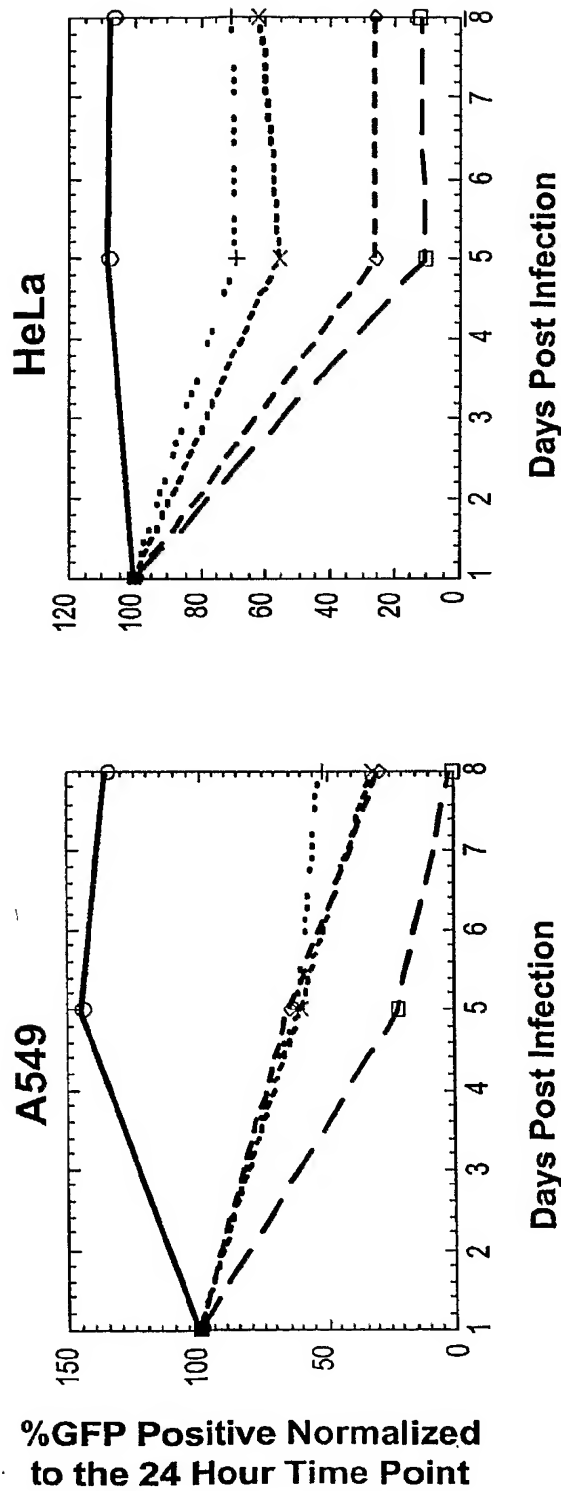 A549
%GFP Positive Normalized
to the 24 Hour Time Point
150
100
50
0
1 2 3 4 5 6 7 8
Days Post Infection
HeLa
120
100
80
60
40
20
0
1 2 3 4 5 6 7 8
Days Post Infection